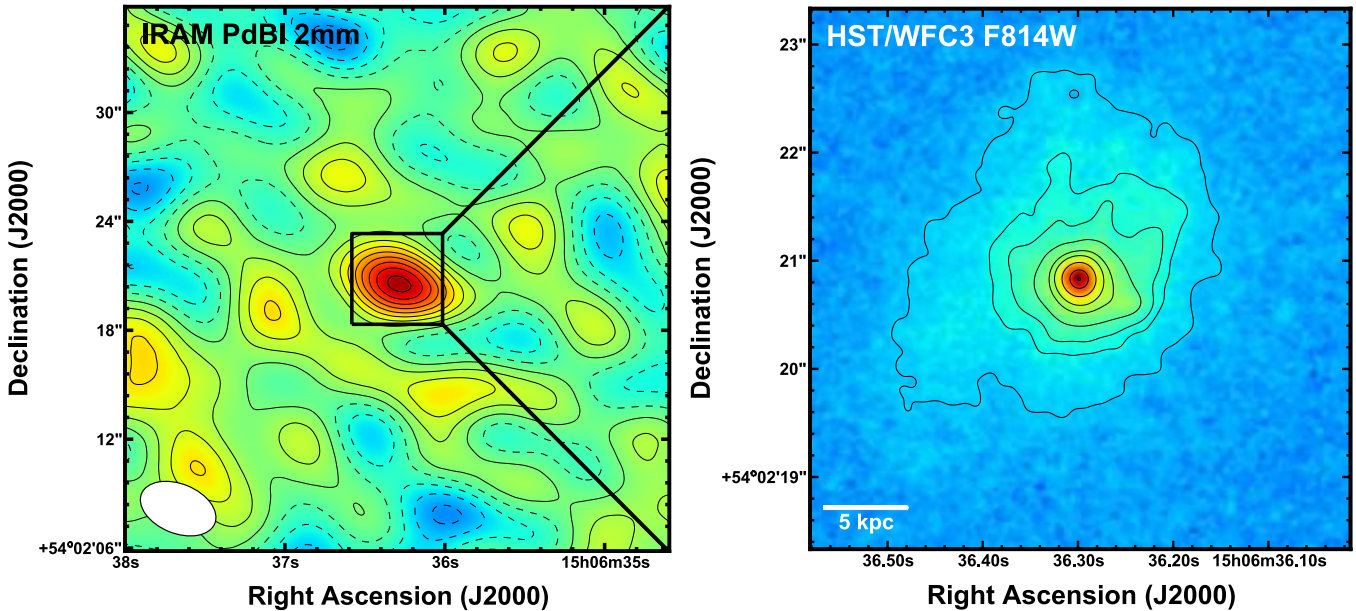 IRAM PdBI 2mm
30"
24"
18"
12"
+54°02'06"
38s
37s
36s
15h06m35s
Declination (J2000)
Right Ascension (J2000)
HST/WFC3 F814W
23"
22"
21"
20"
+54°02'19"
5 kpc
36.50s
36.40s
36.30s
36.20s
15h06m36.10s
Declination (J2000)
Right Ascension (J2000)